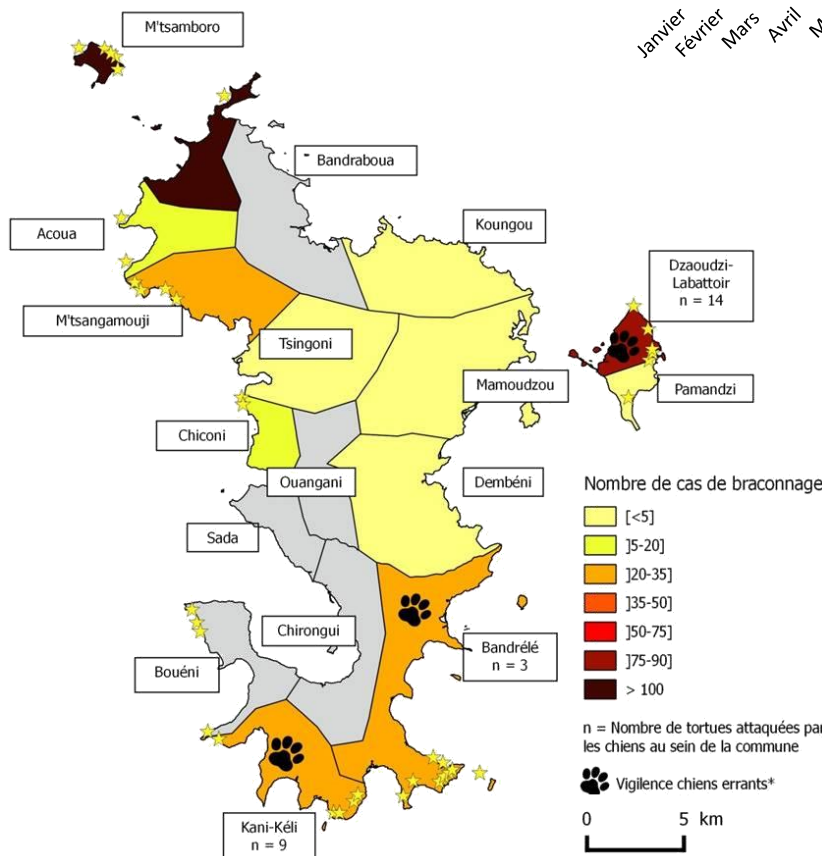 Janvier
Février
Mars
Avril
M
M'tsamboro
Bandraboua
Koungou
Acoua
Dzaoudzi-
Labattoir
n = 14
M'tsangamouji
Tsingoni
Mamoudzou
Pamandzi
Chiconi
Ouangani
Dembéni
Sada
Chirongui
Bandrélé
n = 3
Bouéni
Kani-Kéli
n = 9
Nombre de cas de braconnage
[<5]
]5-20]
]20-35]
]35-50]
]50-75]
]75-90]
> 100
n = Nombre de tortues attaquées par
les chiens au sein de la commune
Vigilence chiens errants*
0 5 km